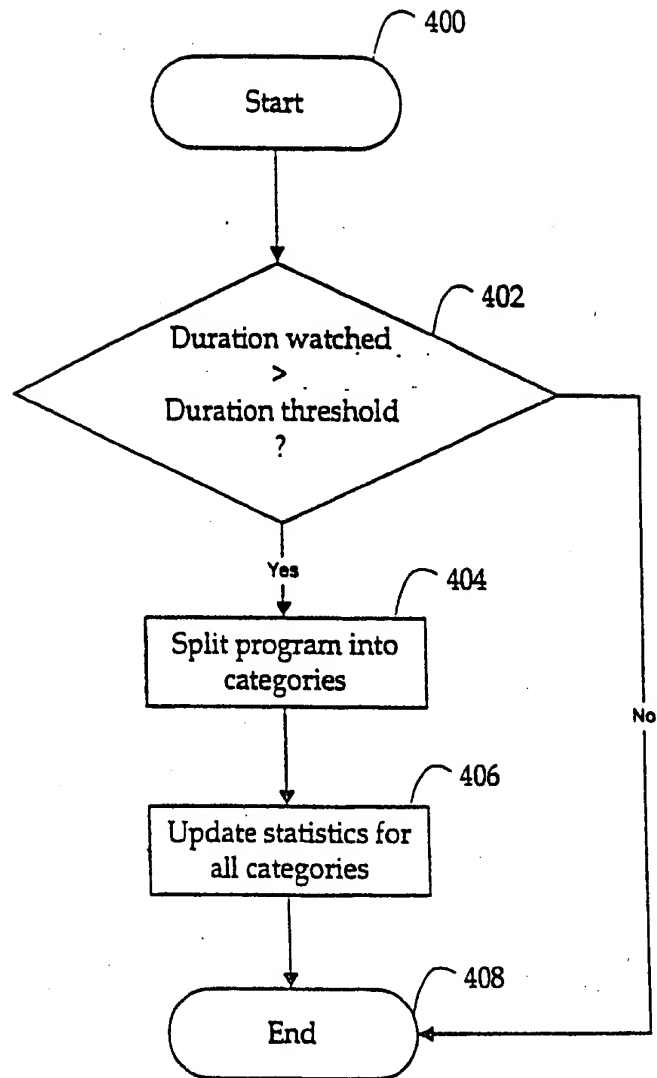 400
Start
402
Duration watched
>
Duration threshold
?
Yes
404
Split program into
categories
No
406
Update statistics for
all categories
408
End